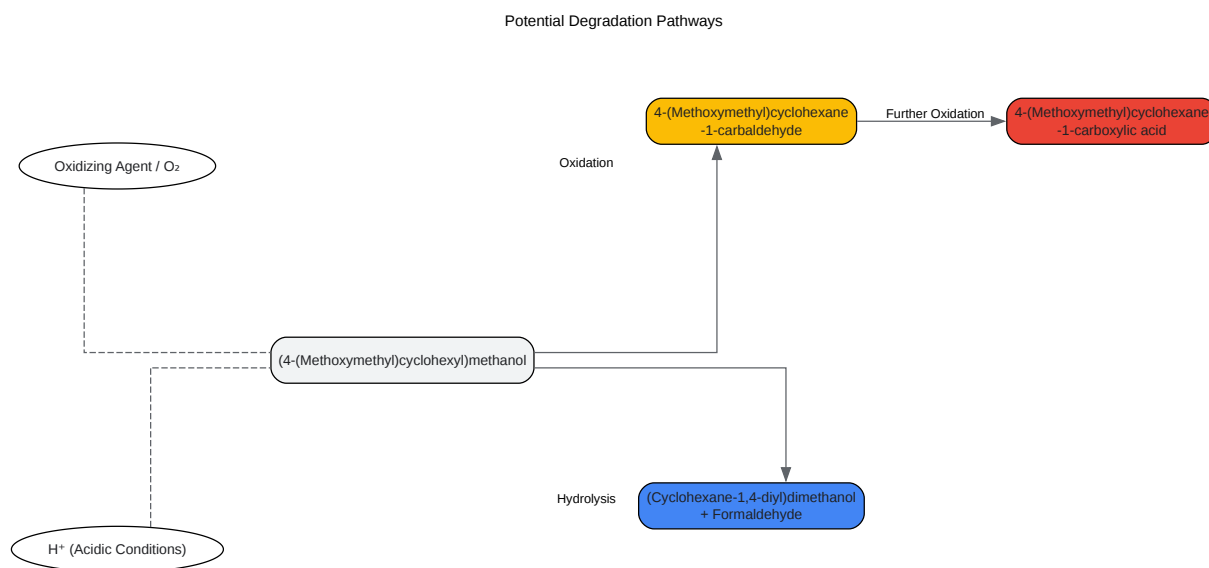 Potential Degradation Pathways
4-(Methoxymethyl)cyclohexane
-1-carbaldehyde
Further Oxidation
4-(Methoxymethyl)cyclohexane
-1-carboxylic acid
Oxidizing Agent / O₂
Oxidation
(4-(Methoxymethyl)cyclohexyl)methanol
Hydrolysis
(Cyclohexane-1,4-diyl)dimethanol
+ Formaldehyde
H⁺ (Acidic Conditions)